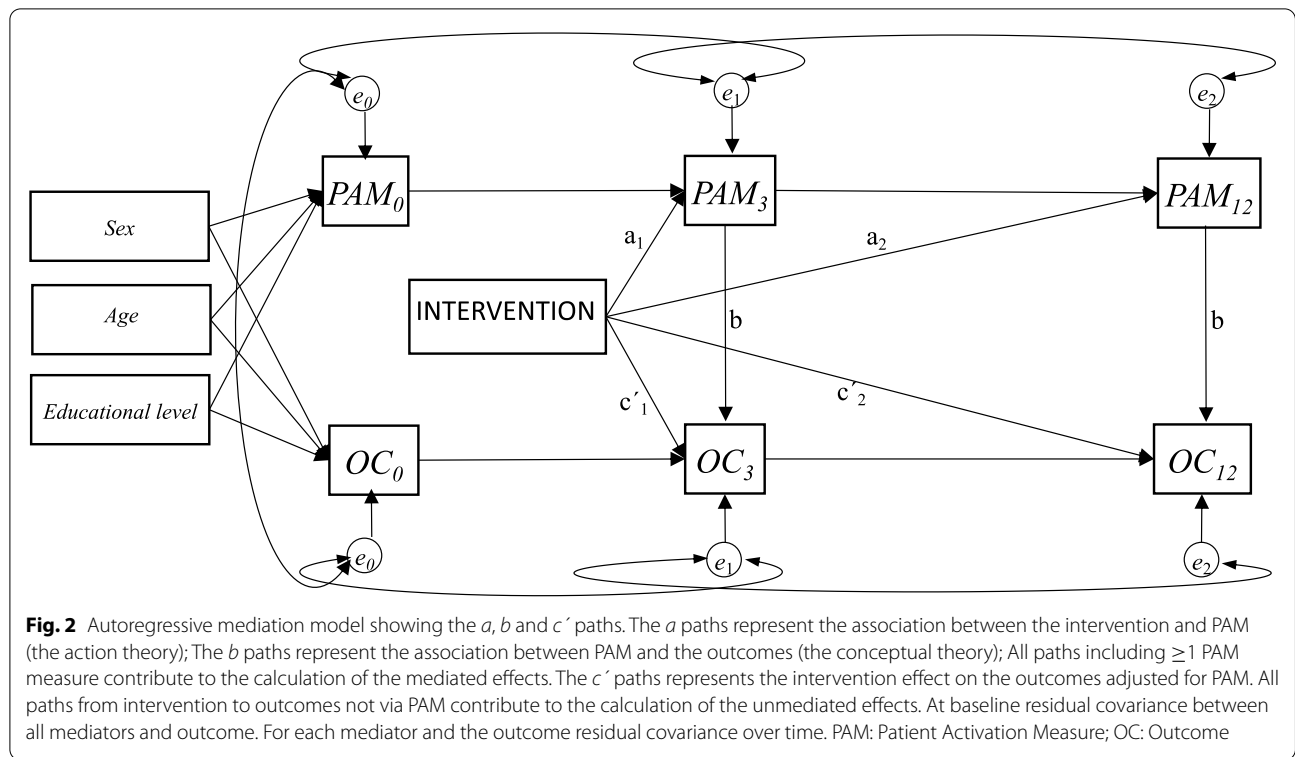 e0
e1
e2
PAM0
PAM3
PAM12
Sex
a1
a2
Age
INTERVENTION
b
b
Educational level
c´1
c´2
OC0
OC3
OC12
e0
e1
e2
Fig. 2 Autoregressive mediation model showing the a, b and c´ paths. The a paths represent the association between the intervention and PAM
(the action theory); The b paths represent the association between PAM and the outcomes (the conceptual theory); All paths including ≥1 PAM
measure contribute to the calculation of the mediated effects. The c´ paths represents the intervention effect on the outcomes adjusted for PAM. All
paths from intervention to outcomes not via PAM contribute to the calculation of the unmediated effects. At baseline residual covariance between
all mediators and outcome. For each mediator and the outcome residual covariance over time. PAM: Patient Activation Measure; OC: Outcome